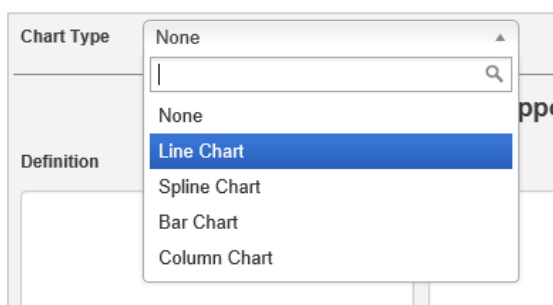 Chart Type None
None
Line Chart
Definition
Spline Chart
Bar Chart
Column Chart